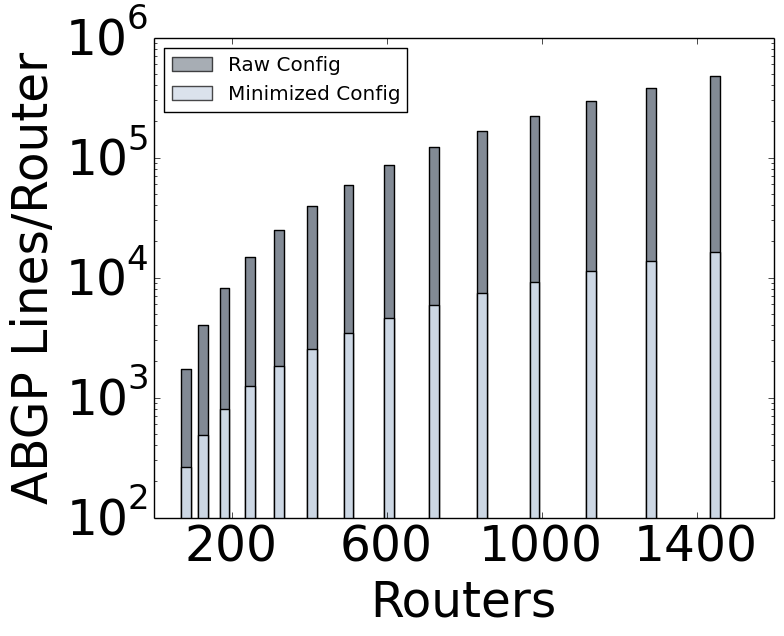 ABGP Lines/Router
10^6
10^5
10^4
10^3
10^2
Raw Config
Minimized Config
200 600 1000 1400
Routers